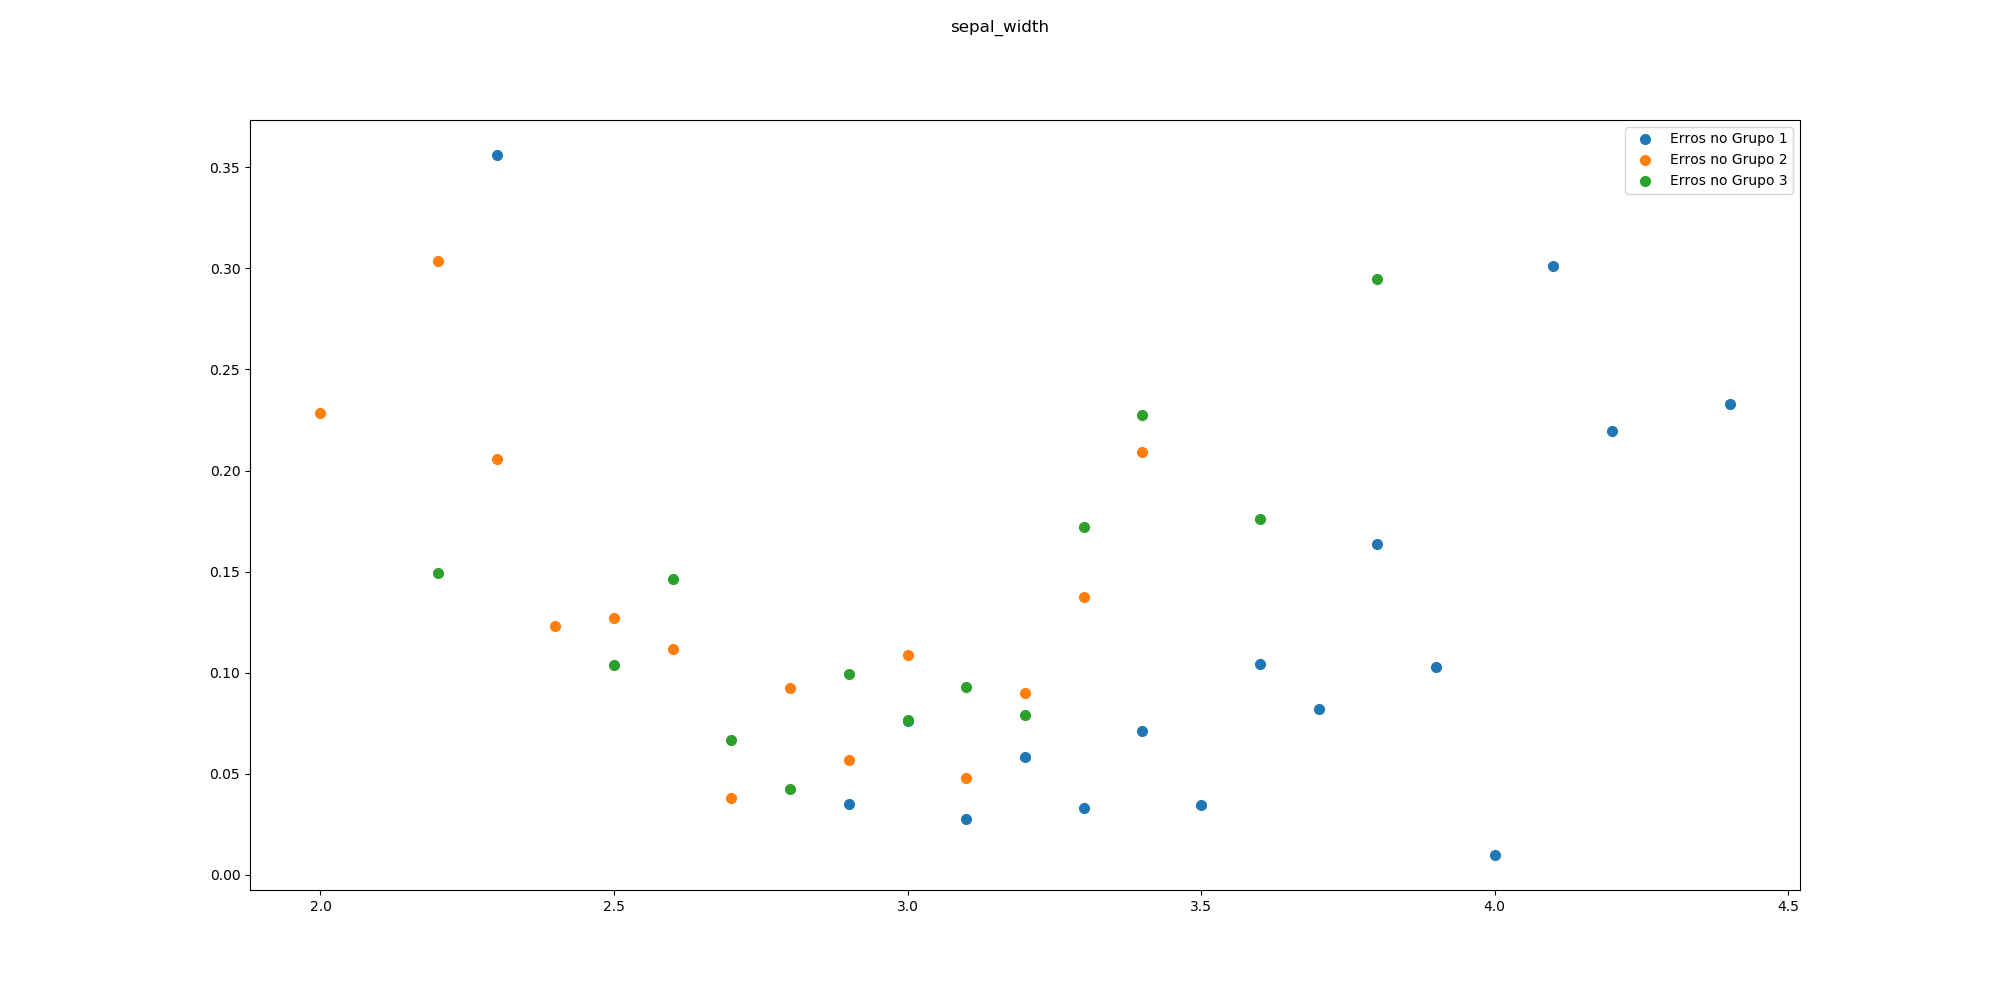 sepal_width
Erros no Grupo 1
Erros no Grupo 2
Erros no Grupo 3
0.35
0.30
0.25
0.20
0.15
0.10
0.05
0.00
2.0 2.5 3.0 3.5 4.0 4.5